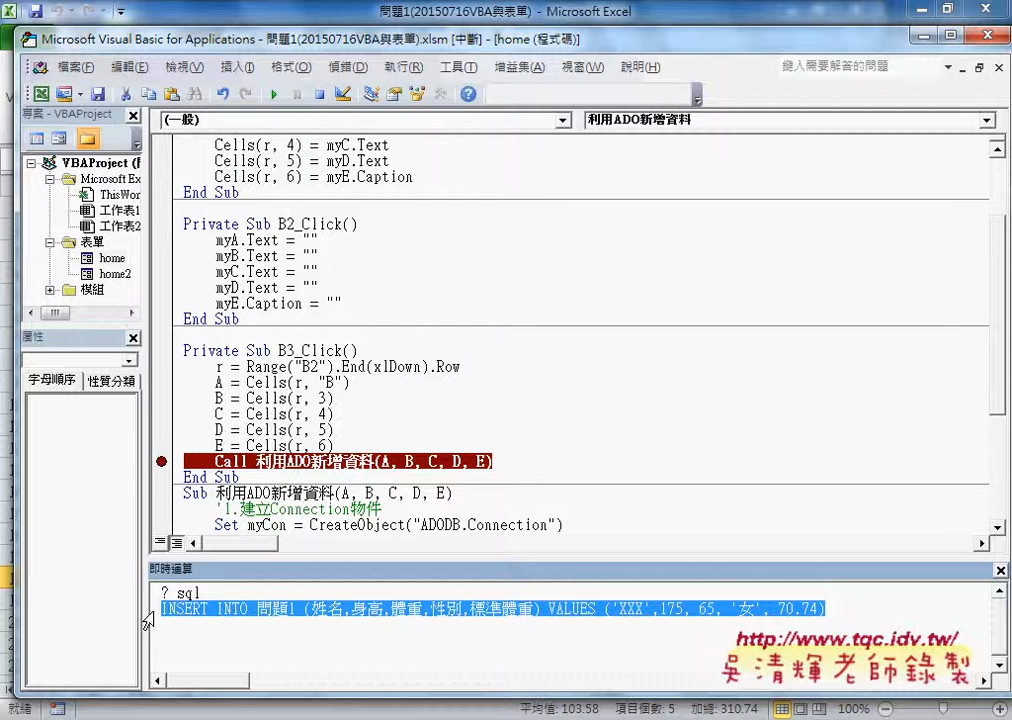 問題1(20150716VBA與表單) - Microsoft Excel
Microsoft Visual Basic for Applications - 問題1(20150716VBA與表單).xlsm [中斷] - [home (程式碼)]
檔案(F) 編輯(E) 檢視(V) 插入(I) 格式(O) 偵錯(D) 執行(R) 工具(T) 增益集(A) 視窗(W) 說明(H) 鍵入需要解答的問題
專案 - VBAProject
(一般) 利用ADO新增資料
VBAProject (f
Microsoft Ex
ThisWor
工作表1
工作表2
表單
home
home2
模組
屬性
字母順序 性質分類
Cells(r, 4) = myC.Text
Cells(r, 5) = myD.Text
Cells(r, 6) = myE.Caption
End Sub
Private Sub B2_Click()
myA.Text = ""
myB.Text = ""
myC.Text = ""
myD.Text = ""
myE.Caption = ""
End Sub
Private Sub B3_Click()
r = Range("B2").End(xlDown).Row
A = Cells(r, "B")
B = Cells(r, 3)
C = Cells(r, 4)
D = Cells(r, 5)
E = Cells(r, 6)
Call 利用ADO新增資料(A, B, C, D, E)
End Sub
Sub 利用ADO新增資料(A, B, C, D, E)
'1.建立Connection物件
Set myCon = CreateObject("ADODB.Connection")
即時運算
? sql
INSERT INTO 問題1 (姓名,身高,體重,性別,標準體重) VALUES ('XXX',175, 65, '女', 70.74)
http://www.tqc.idv.tw/
吳清輝老師錄製
就緒 平均值: 103.58 項目個數: 5 加總: 310.74 100%